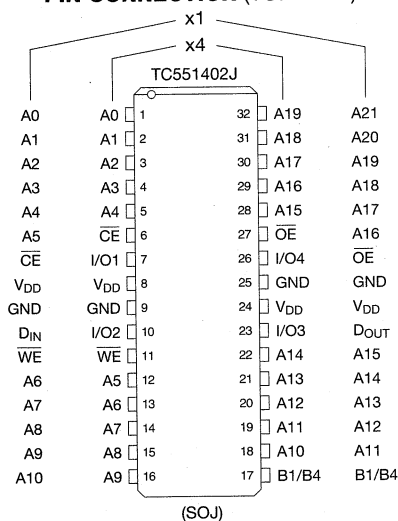 x1
x4
TC551402J
A0 A0 1 32 A19 A21
A1 A1 2 31 A18 A20
A2 A2 3 30 A17 A19
A3 A3 4 29 A16 A18
A4 A4 5 28 A15 A17
A5 CE 6 27 OE A16
CE I/O1 7 26 I/O4 OE
VDD VDD 8 25 GND GND
GND GND 9 24 VDD VDD
DIN I/O2 10 23 I/O3 DOUT
WE WE 11 22 A14 A15
A6 A5 12 21 A13 A14
A7 A6 13 20 A12 A13
A8 A7 14 19 A11 A12
A9 A8 15 18 A10 A11
A10 A9 16 17 B1/B4 B1/B4
(SOJ)